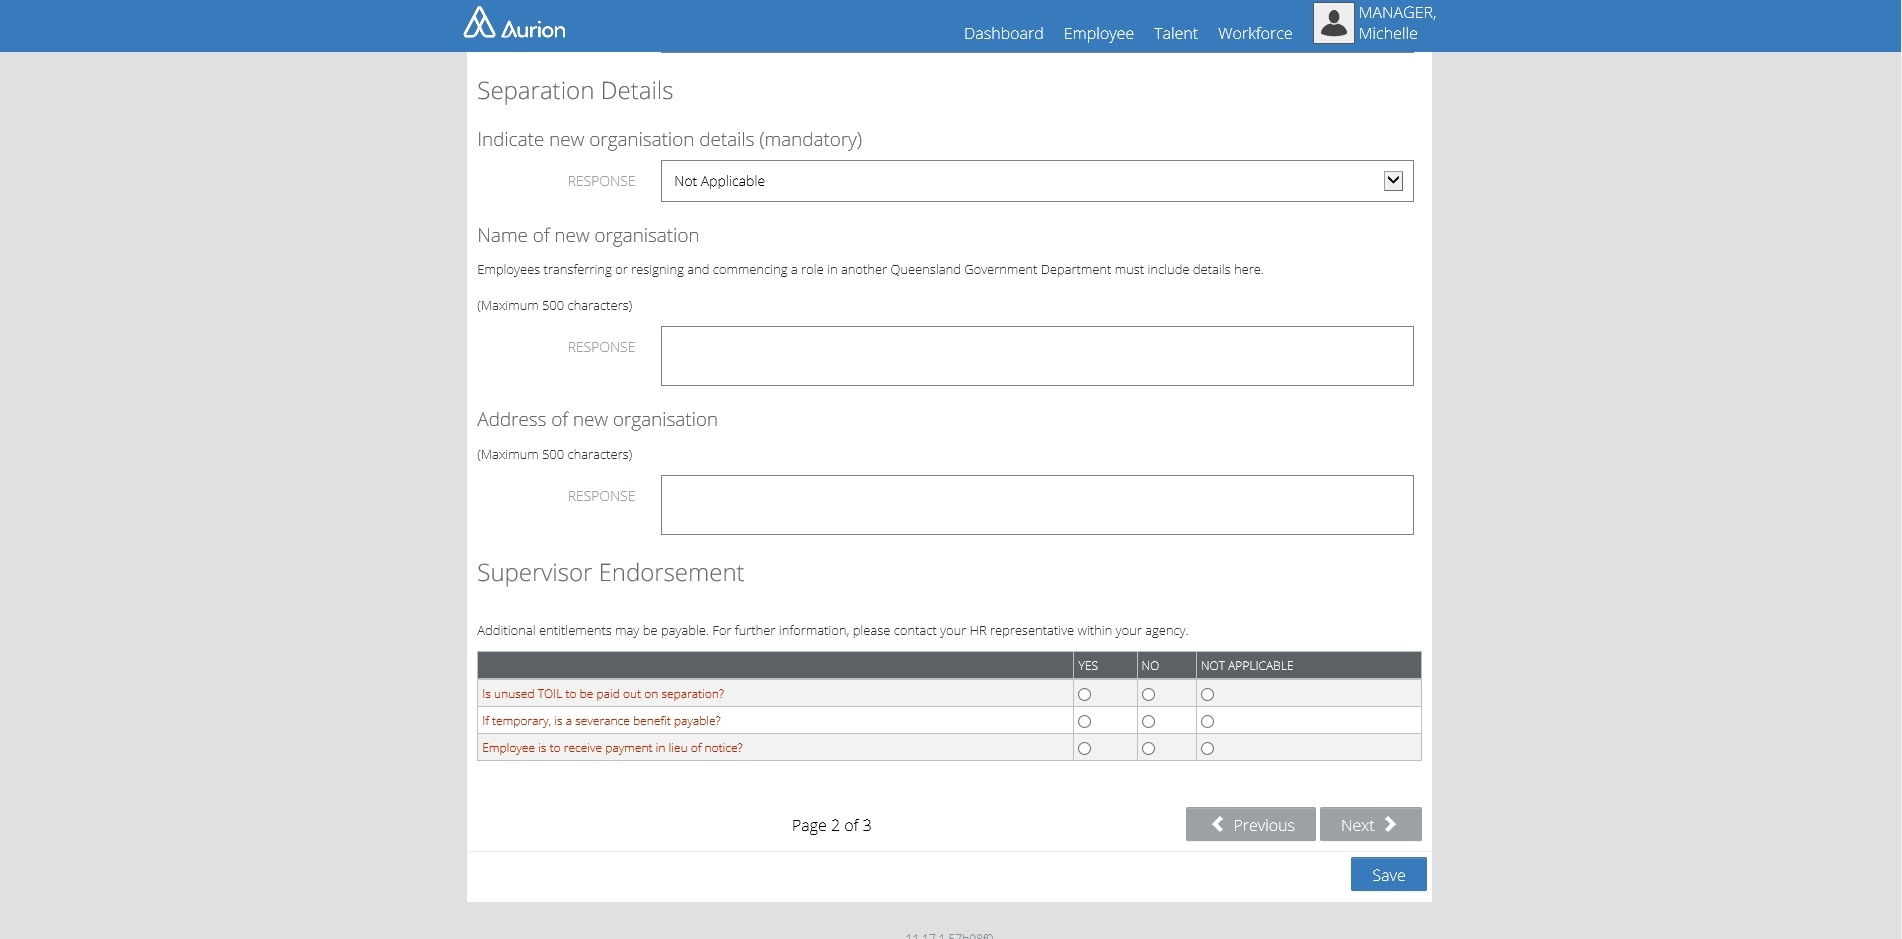 Aurion
Dashboard Employee Talent Workforce
MANAGER,
Michelle
Separation Details
Indicate new organisation details (mandatory)
RESPONSE Not Applicable
Name of new organisation
Employees transferring or resigning and commencing a role in another Queensland Government Department must include details here.
(Maximum 500 characters)
RESPONSE
Address of new organisation
(Maximum 500 characters)
RESPONSE
Supervisor Endorsement
Additional entitlements may be payable. For further information, please contact your HR representative within your agency.
YES NO NOT APPLICABLE
Is unused TOIL to be paid out on separation?
If temporary, is a severance benefit payable?
Employee is to receive payment in lieu of notice?
Page 2 of 3 Previous Next
Save